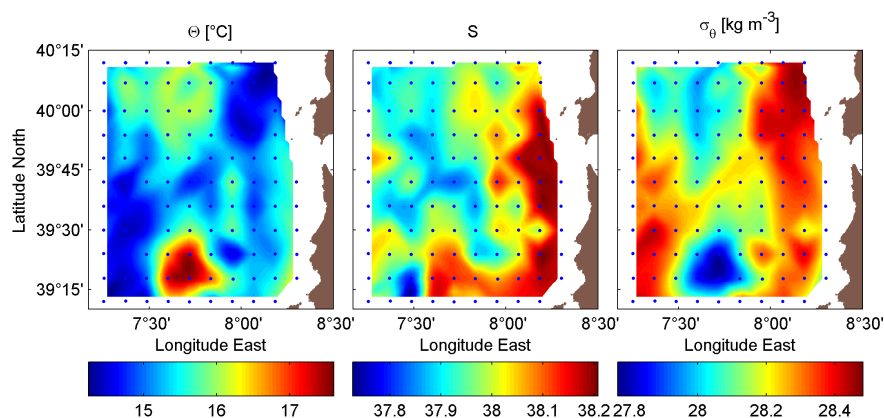 Θ [°C]
S
σθ [kg m-3]
40°15'
40°00'
39°45'
39°30'
39°15'
Latitude North
7°30' 8°00' 8°30'
7°30' 8°00' 8°30'
7°30' 8°00' 8°30'
Longitude East
Longitude East
Longitude East
15 16 17
37.8 37.9 38 38.1 38.2
27.8 28 28.2 28.4